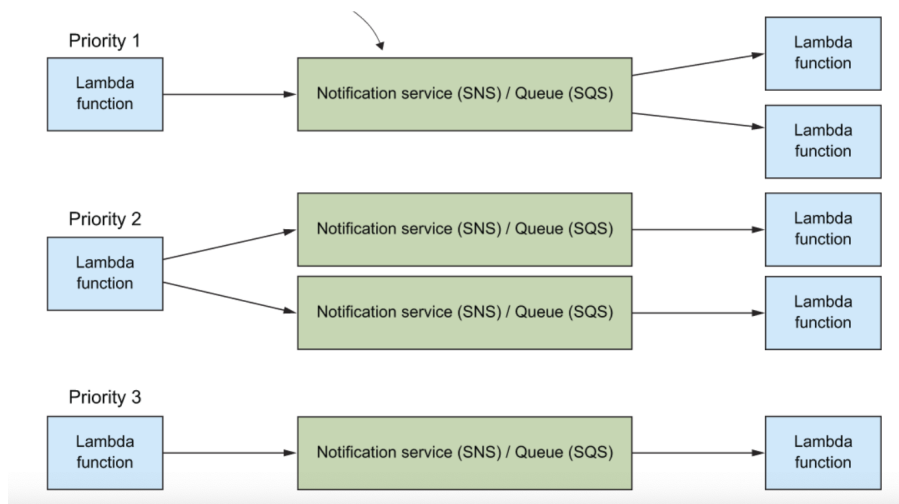 Priority 1
Lambda
function
Notification service (SNS) / Queue (SQS)
Lambda
function
Lambda
function
Priority 2
Lambda
function
Notification service (SNS) / Queue (SQS)
Lambda
function
Notification service (SNS) / Queue (SQS)
Lambda
function
Priority 3
Lambda
function
Notification service (SNS) / Queue (SQS)
Lambda
function